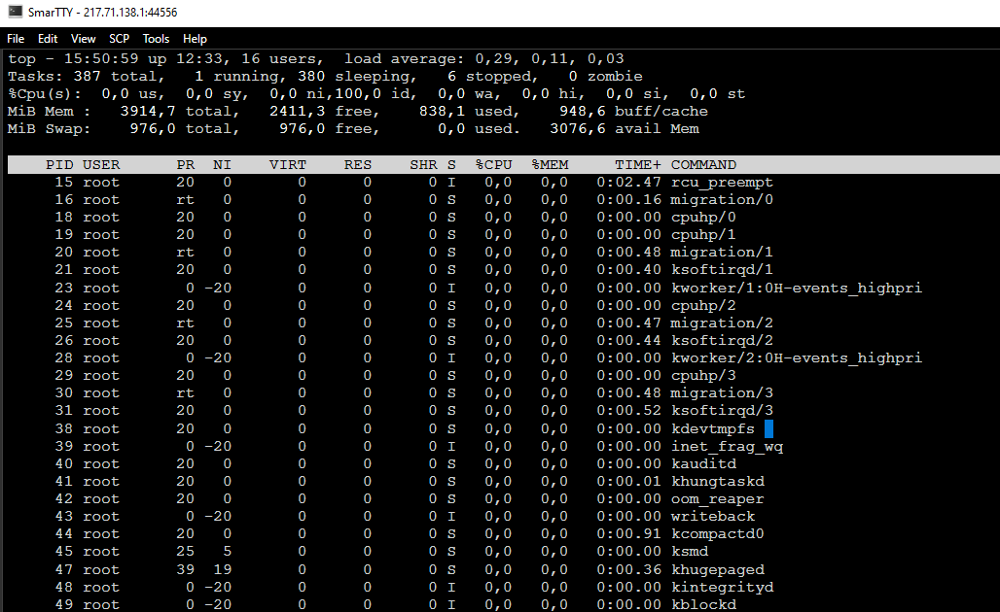 SmarTTY - 217.71.138.1:44556
File Edit View SCP Tools Help
top - 15:50:59 up 12:33, 16 users,  load average: 0,29, 0,11, 0,03
Tasks: 387 total,   1 running, 380 sleeping,   6 stopped,   0 zombie
%Cpu(s):  0,0 us,  0,0 sy,  0,0 ni,100,0 id,  0,0 wa,  0,0 hi,  0,0 si,  0,0 st
MiB Mem :   3914,7 total,   2411,3 free,    838,1 used,    948,6 buff/cache
MiB Swap:    976,0 total,    976,0 free,      0,0 used.   3076,6 avail Mem
PID USER      PR  NI    VIRT    RES    SHR S  %CPU  %MEM     TIME+ COMMAND
15 root      20   0       0      0      0 I   0,0   0,0   0:02.47 rcu_preempt
16 root      rt   0       0      0      0 S   0,0   0,0   0:00.16 migration/0
18 root      20   0       0      0      0 S   0,0   0,0   0:00.00 cpuhp/0
19 root      20   0       0      0      0 S   0,0   0,0   0:00.00 cpuhp/1
20 root      rt   0       0      0      0 S   0,0   0,0   0:00.48 migration/1
21 root      20   0       0      0      0 S   0,0   0,0   0:00.40 ksoftirqd/1
23 root       0 -20       0      0      0 I   0,0   0,0   0:00.00 kworker/1:0H-events_highpri
24 root      20   0       0      0      0 S   0,0   0,0   0:00.00 cpuhp/2
25 root      rt   0       0      0      0 S   0,0   0,0   0:00.47 migration/2
26 root      20   0       0      0      0 S   0,0   0,0   0:00.44 ksoftirqd/2
28 root       0 -20       0      0      0 I   0,0   0,0   0:00.00 kworker/2:0H-events_highpri
29 root      20   0       0      0      0 S   0,0   0,0   0:00.00 cpuhp/3
30 root      rt   0       0      0      0 S   0,0   0,0   0:00.48 migration/3
31 root      20   0       0      0      0 S   0,0   0,0   0:00.52 ksoftirqd/3
38 root      20   0       0      0      0 S   0,0   0,0   0:00.00 kdevtmpfs
39 root       0 -20       0      0      0 I   0,0   0,0   0:00.00 inet_frag_wq
40 root      20   0       0      0      0 S   0,0   0,0   0:00.00 kauditd
41 root      20   0       0      0      0 S   0,0   0,0   0:00.01 khungtaskd
42 root      20   0       0      0      0 S   0,0   0,0   0:00.00 oom_reaper
43 root       0 -20       0      0      0 I   0,0   0,0   0:00.00 writeback
44 root      20   0       0      0      0 S   0,0   0,0   0:00.91 kcompactd0
45 root      25   5       0      0      0 S   0,0   0,0   0:00.00 ksmd
47 root      39  19       0      0      0 S   0,0   0,0   0:00.36 khugepaged
48 root       0 -20       0      0      0 I   0,0   0,0   0:00.00 kintegrityd
49 root       0 -20       0      0      0 I   0,0   0,0   0:00.00 kblockd